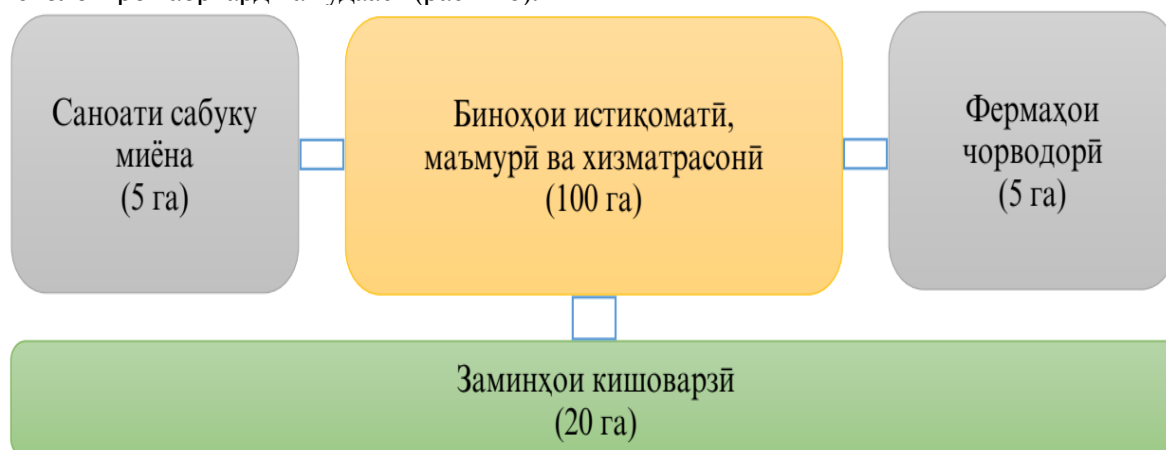 Саноати сабуку
миёна
(5 га)
Биноҳои истиқоматӣ,
маъмурӣ ва хизматрасонӣ
(100 га)
Фермаҳои
чорводорӣ
(5 га)
Заминҳои кишоварзӣ
(20 га)